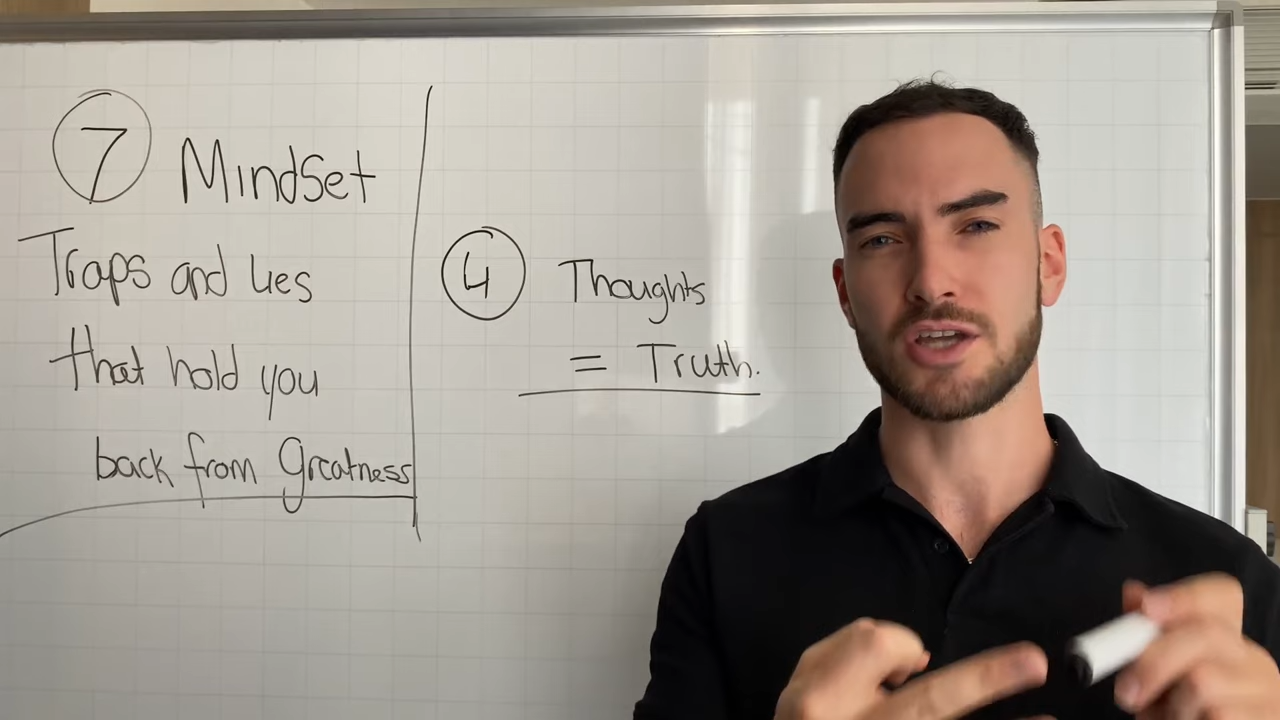 7 Mindset
Traps and lies
that hold you
back from Greatness
4 Thoughts
= Truth.